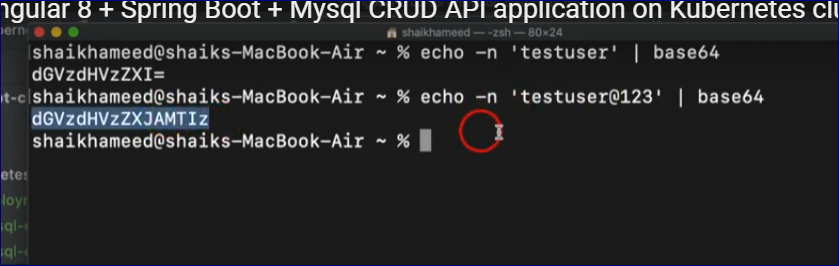 ngular 8 + Spring Boot + Mysql CRUD API application on Kubernetes clu
shaikhameed — -zsh — 80×24
shaikhameed@shaiks-MacBook-Air ~ % echo -n 'testuser' | base64
dGVzdHVzZXI=
shaikhameed@shaiks-MacBook-Air ~ % echo -n 'testuser@123' | base64
dGVzdHVzZXJAMTIz
shaikhameed@shaiks-MacBook-Air ~ %